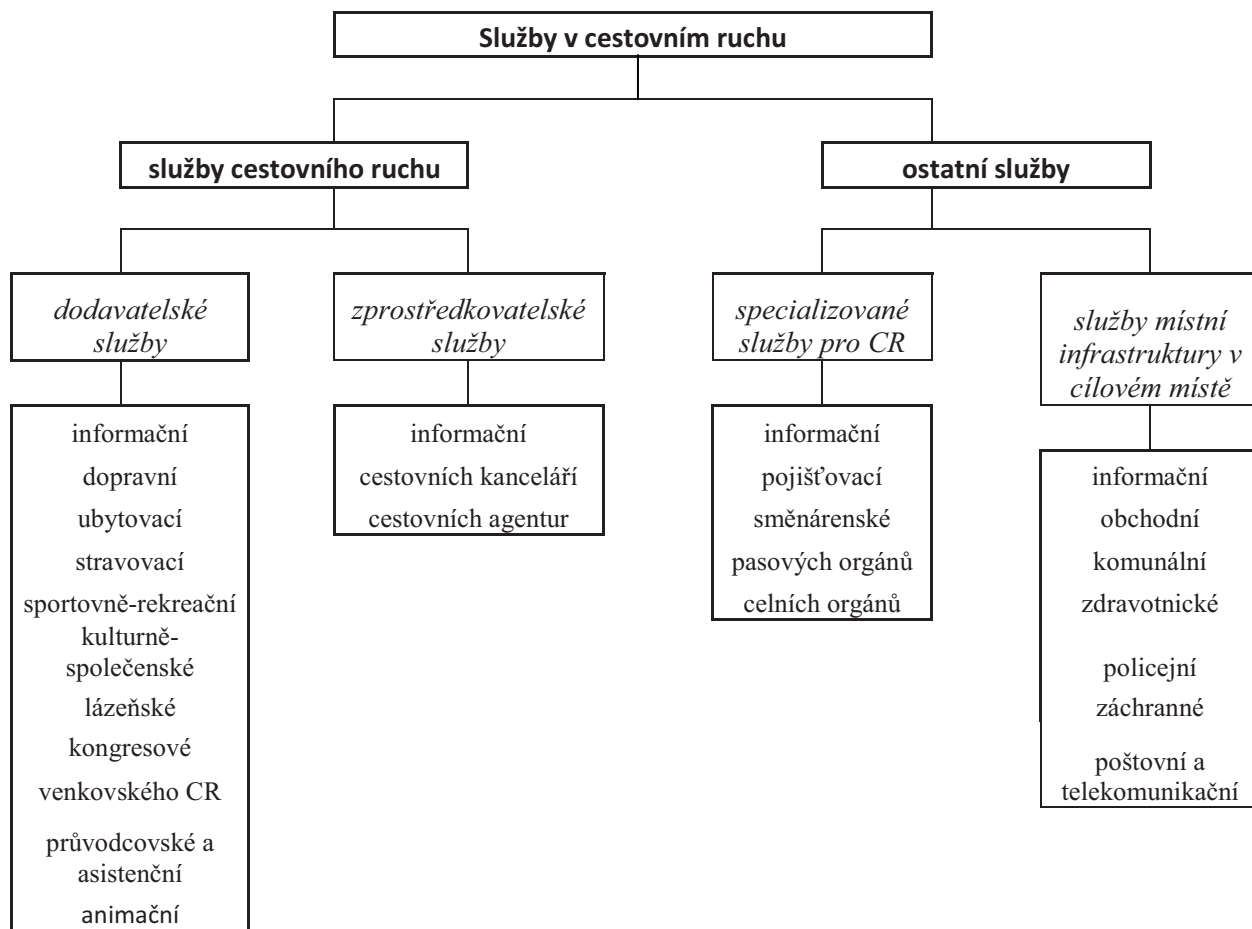 Služby v cestovním ruchu
služby cestovního ruchu
ostatní služby
dodavatelské
služby
zprostředkovatelské
služby
specializované
služby pro CR
služby místní
infrastruktury v
cílovém místě
informační
dopravní
ubytovací
stravovací
sportovně-rekreační
kulturně-
společenské
lázeňské
kongresové
venkovského CR
průvodcovské a
asistenční
animační
informační
cestovních kanceláří
cestovních agentur
informační
pojišťovací
směnárenské
pasových orgánů
celních orgánů
informační
obchodní
komunální
zdravotnické
policejní
záchranné
poštovní a
telekomunikační